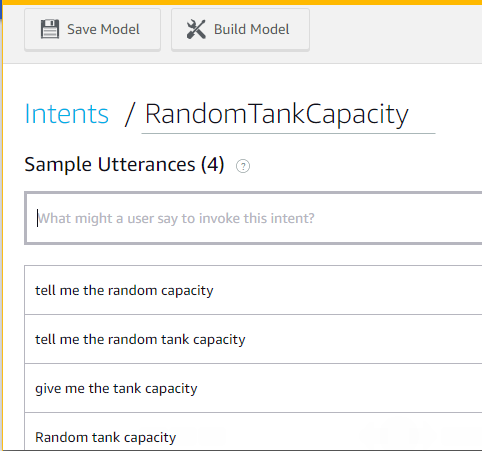 Save Model Build Model
Intents / RandomTankCapacity
Sample Utterances (4) ?
What might a user say to invoke this intent?
tell me the random capacity
tell me the random tank capacity
give me the tank capacity
Random tank capacity